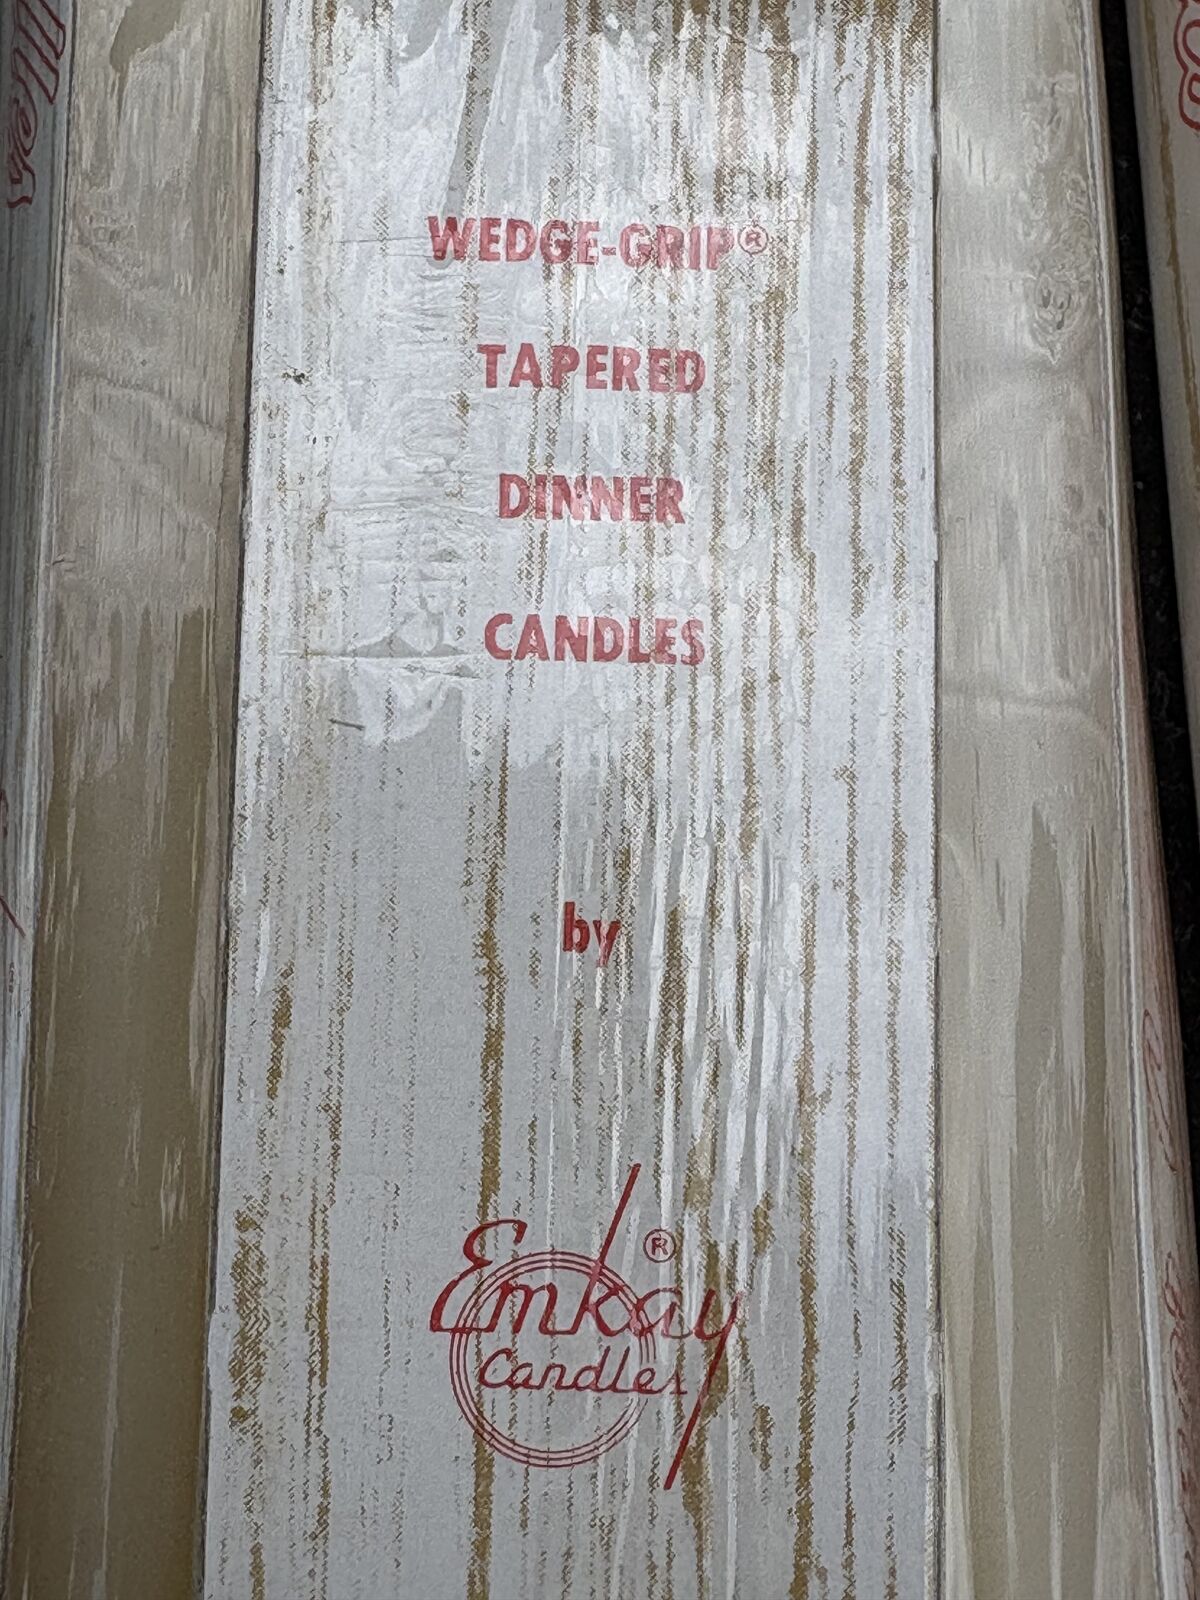 WEDGE-GRIP®
TAPERED
DINNER
CANDLES
by
Emkay ®
Candles